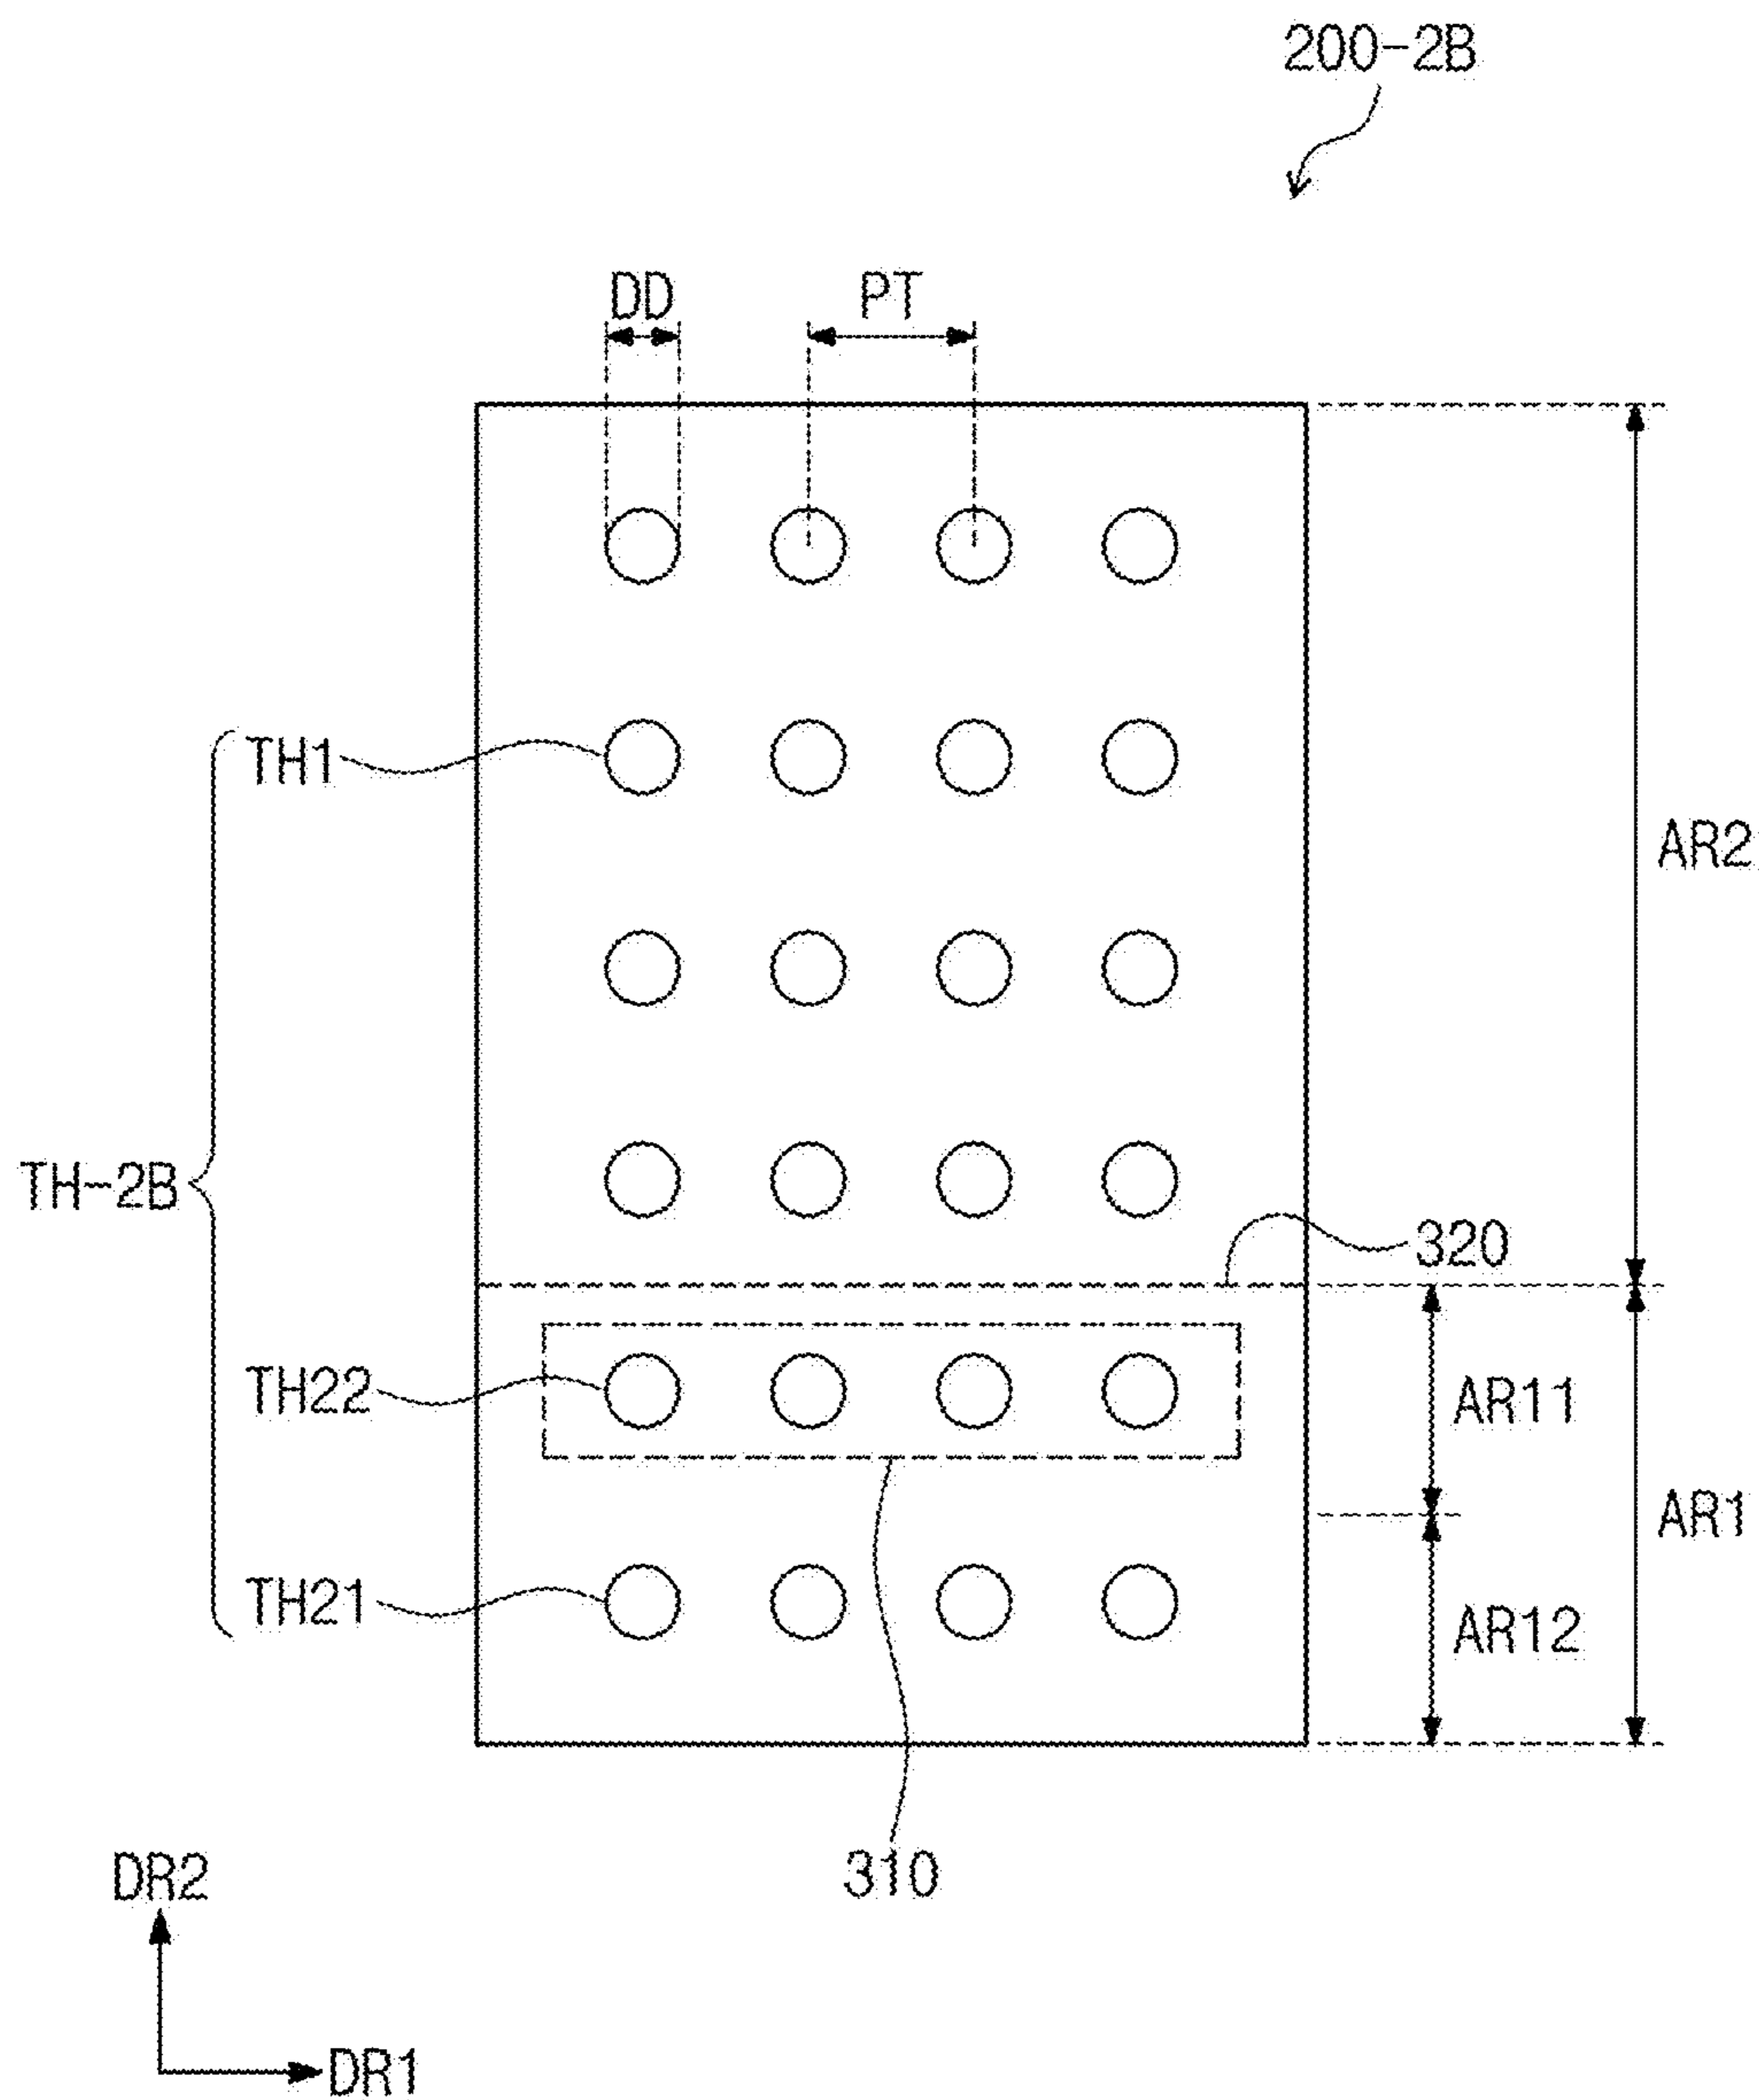 200-2B
DD
PT
TH1
AR2
TH-2B
320
TH22
AR11
AR1
TH21
AR12
310
DR2
DR1